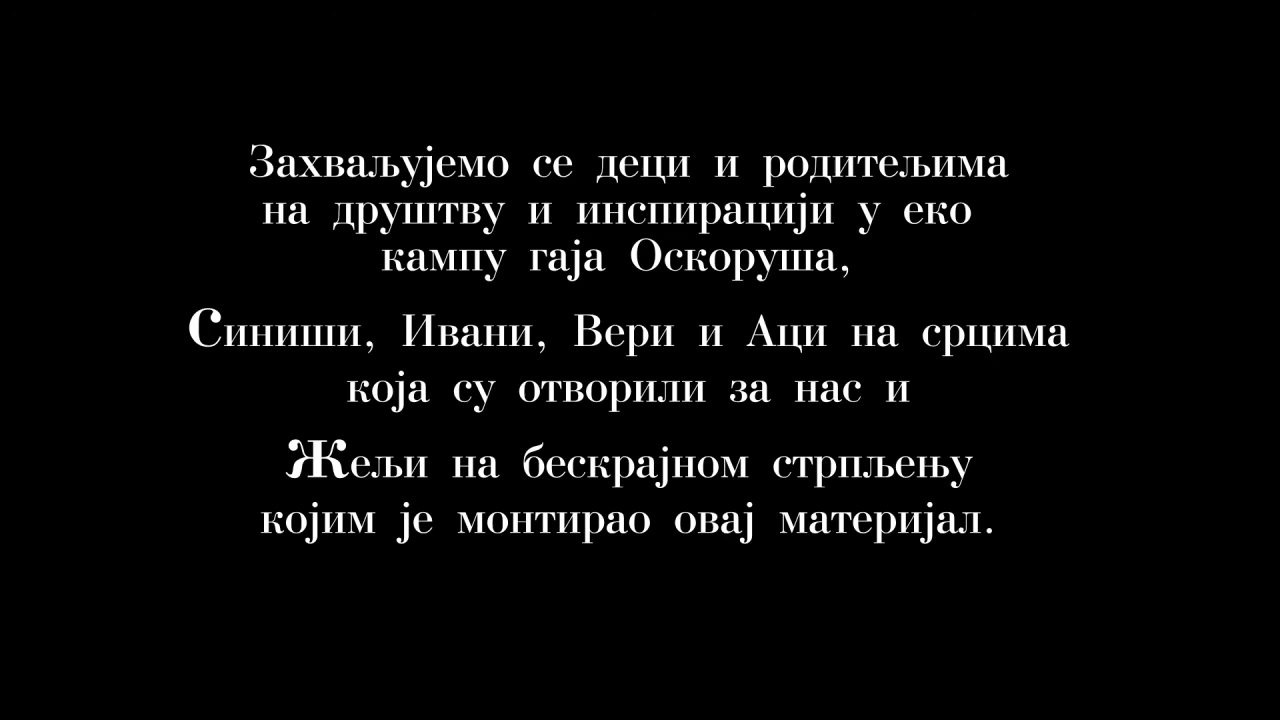 Захваљујемо се деци и родитељима
на друштву и инспирацији у еко
кампу гаја Оскоруша,
Синиши, Ивани, Вери и Аци на срцима
која су отворили за нас и
Жељи на бескрајном стрпљењу
којим је монтирао овај материјал.